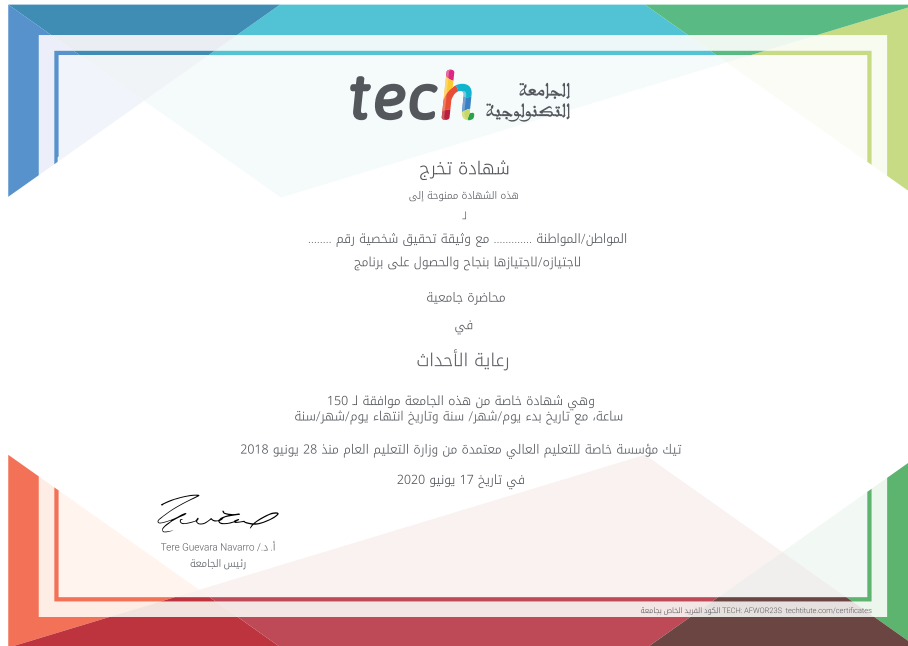 tech الجامعة
التكنولوجية
شهادة تخرج
هذه الشهادة ممنوحة إلى
لـ
المواطن/المواطنة ............ مع وثيقة تحقيق شخصية رقم ........
لاجتيازه/لاجتيازها بنجاح والحصول على برنامج
محاضرة جامعية
في
رعاية الأحداث
وهي شهادة خاصة من هذه الجامعة موافقة لـ 150
ساعة، مع تاريخ بدء يوم/شهر/ سنة وتاريخ انتهاء يوم/شهر/سنة
تيك مؤسسة خاصة للتعليم العالي معتمدة من وزارة التعليم العام منذ 28 يونيو 2018
في تاريخ 17 يونيو 2020
أ. د./ Tere Guevara Navarro
رئيس الجامعة
الكود الفريد الخاص بجامعة TECH: AFWOR23S techtitute.com/certificates